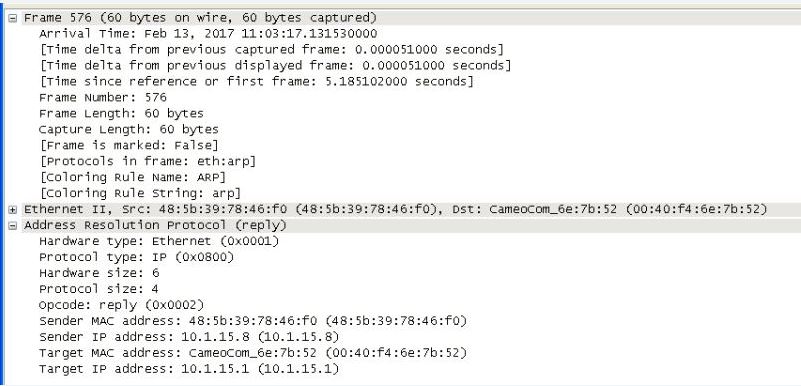 Frame 576 (60 bytes on wire, 60 bytes captured)
Arrival Time: Feb 13, 2017 11:03:17.131530000
[Time delta from previous captured frame: 0.000051000 seconds]
[Time delta from previous displayed frame: 0.000051000 seconds]
[Time since reference or first frame: 5.185102000 seconds]
Frame Number: 576
Frame Length: 60 bytes
Capture Length: 60 bytes
[Frame is marked: False]
[Protocols in frame: eth:arp]
[Coloring Rule Name: ARP]
[Coloring Rule String: arp]
Ethernet II, Src: 48:5b:39:78:46:f0 (48:5b:39:78:46:f0), Dst: CameoCom_6e:7b:52 (00:40:f4:6e:7b:52)
Address Resolution Protocol (reply)
Hardware type: Ethernet (0x0001)
Protocol type: IP (0x0800)
Hardware size: 6
Protocol size: 4
Opcode: reply (0x0002)
Sender MAC address: 48:5b:39:78:46:f0 (48:5b:39:78:46:f0)
Sender IP address: 10.1.15.8 (10.1.15.8)
Target MAC address: CameoCom_6e:7b:52 (00:40:f4:6e:7b:52)
Target IP address: 10.1.15.1 (10.1.15.1)